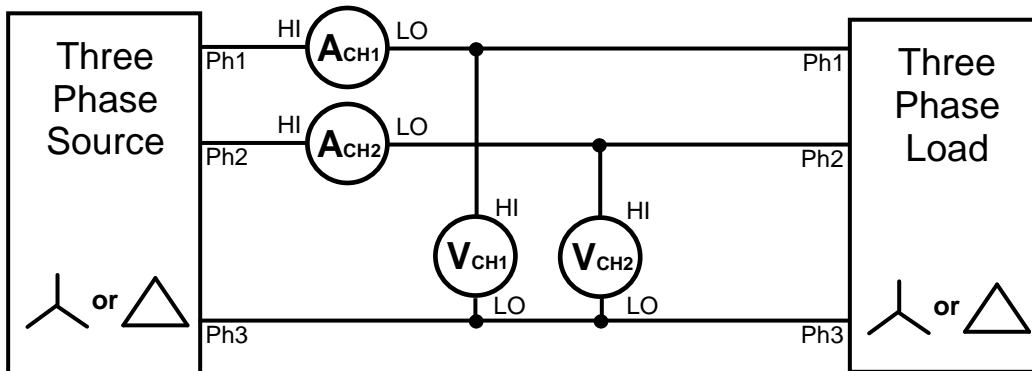 Three
Phase
Source
or
HI
ACH1
LO
Ph1
Ph1
HI
ACH2
LO
Ph2
Ph2
HI
VCH1
LO
HI
VCH2
LO
Ph3
Ph3
Three
Phase
Load
or